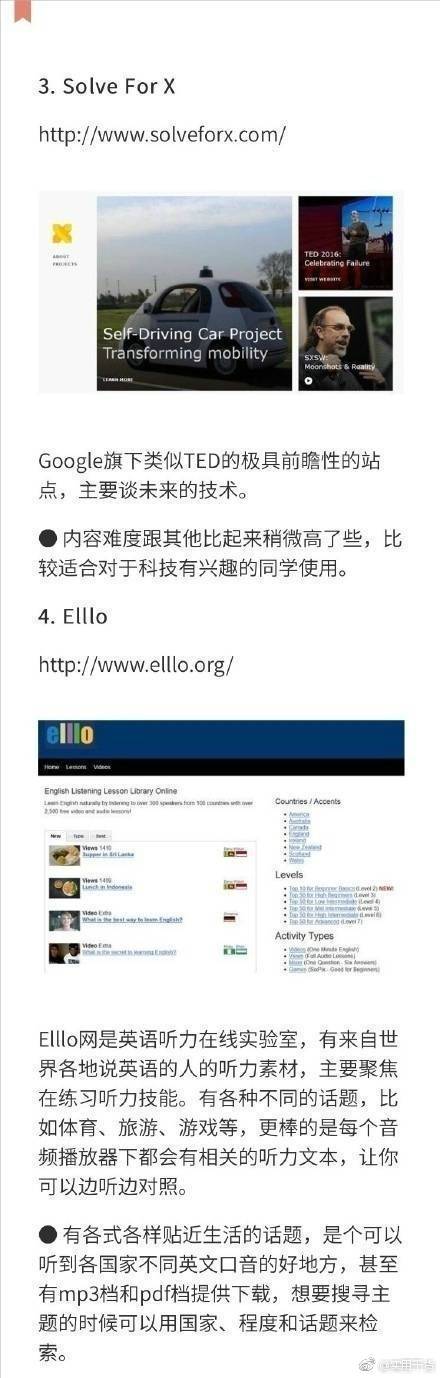 3. Solve For X
http://www.solveforx.com/
ABOUT
PROJECTS
Self-Driving Car Project
Transforming mobility
LEARN MORE
TED 2016:
Celebrating Failure
VISIT WEBSITE
SXSW:
Moonshots & Reality
Google旗下类似TED的极具前瞻性的站
点，主要谈未来的技术。
● 内容难度跟其他比起来稍微高了些，比
较适合对于科技有兴趣的同学使用。
4. Elllo
http://www.elllo.org/
elllo
Home Lessons Videos
English Listening Lesson Library Online
Learn English naturally by listening to over 300 speakers from 100 countries with over
2,500 free video and audio lessons!
New Type Best
Views 1410
Supper in Sri Lanka
Views 1409
Lunch in Indonesia
Video Extra
What is the best way to learn English?
Video Extra
What is the secret to learning English?
Countries / Accents
America
Australia
Canada
England
Ireland
New Zealand
Scotland
Wales
Levels
Top 10 for Beginner Basics (Level 2) NEW!
Top 50 for High Beginners (Level 3)
Top 50 for Low Intermediate (Level 4)
Top 50 for Mid Intermediate (Level 5)
Top 50 for High Intermediate (Level 6)
Top 50 for Advanced (Level 7)
Activity Types
Videos (One Minute English)
Views (Full Audio Lessons)
Mixer (One Question - Six Answers)
Games (SixPix - Good for Beginners)
Elllo网是英语听力在线实验室，有来自世
界各地说英语的人的听力素材，主要聚焦
在练习听力技能。有各种不同的话题，比
如体育、旅游、游戏等，更棒的是每个音
频播放器下都会有相关的听力文本，让你
可以边听边对照。
● 有各式各样贴近生活的话题，是个可以
听到各国家不同英文口音的好地方，甚至
有mp3档和pdf档提供下载，想要搜寻主
题的时候可以用国家、程度和话题来检
索。